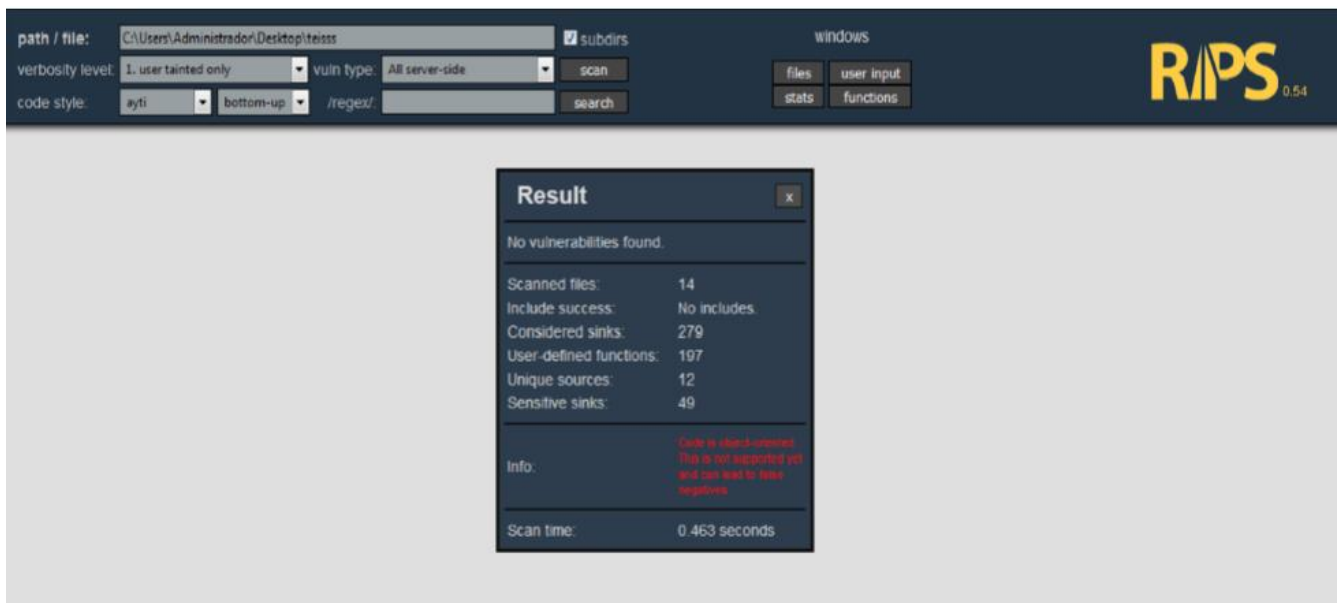 path / file: C:\Users\Administrador\Desktop\teisss subdirs
verbosity level: 1. user tainted only vuln type: All server-side scan
code style: ayti bottom-up /regex/: search
windows
files user input
stats functions
RIPS 0.54
Result x
No vulnerabilities found.
Scanned files: 14
Include success: No includes.
Considered sinks: 279
User-defined functions: 197
Unique sources: 12
Sensitive sinks: 49
Info: Code is object-oriented.
This is not supported yet
and can lead to false
negatives.
Scan time: 0.463 seconds